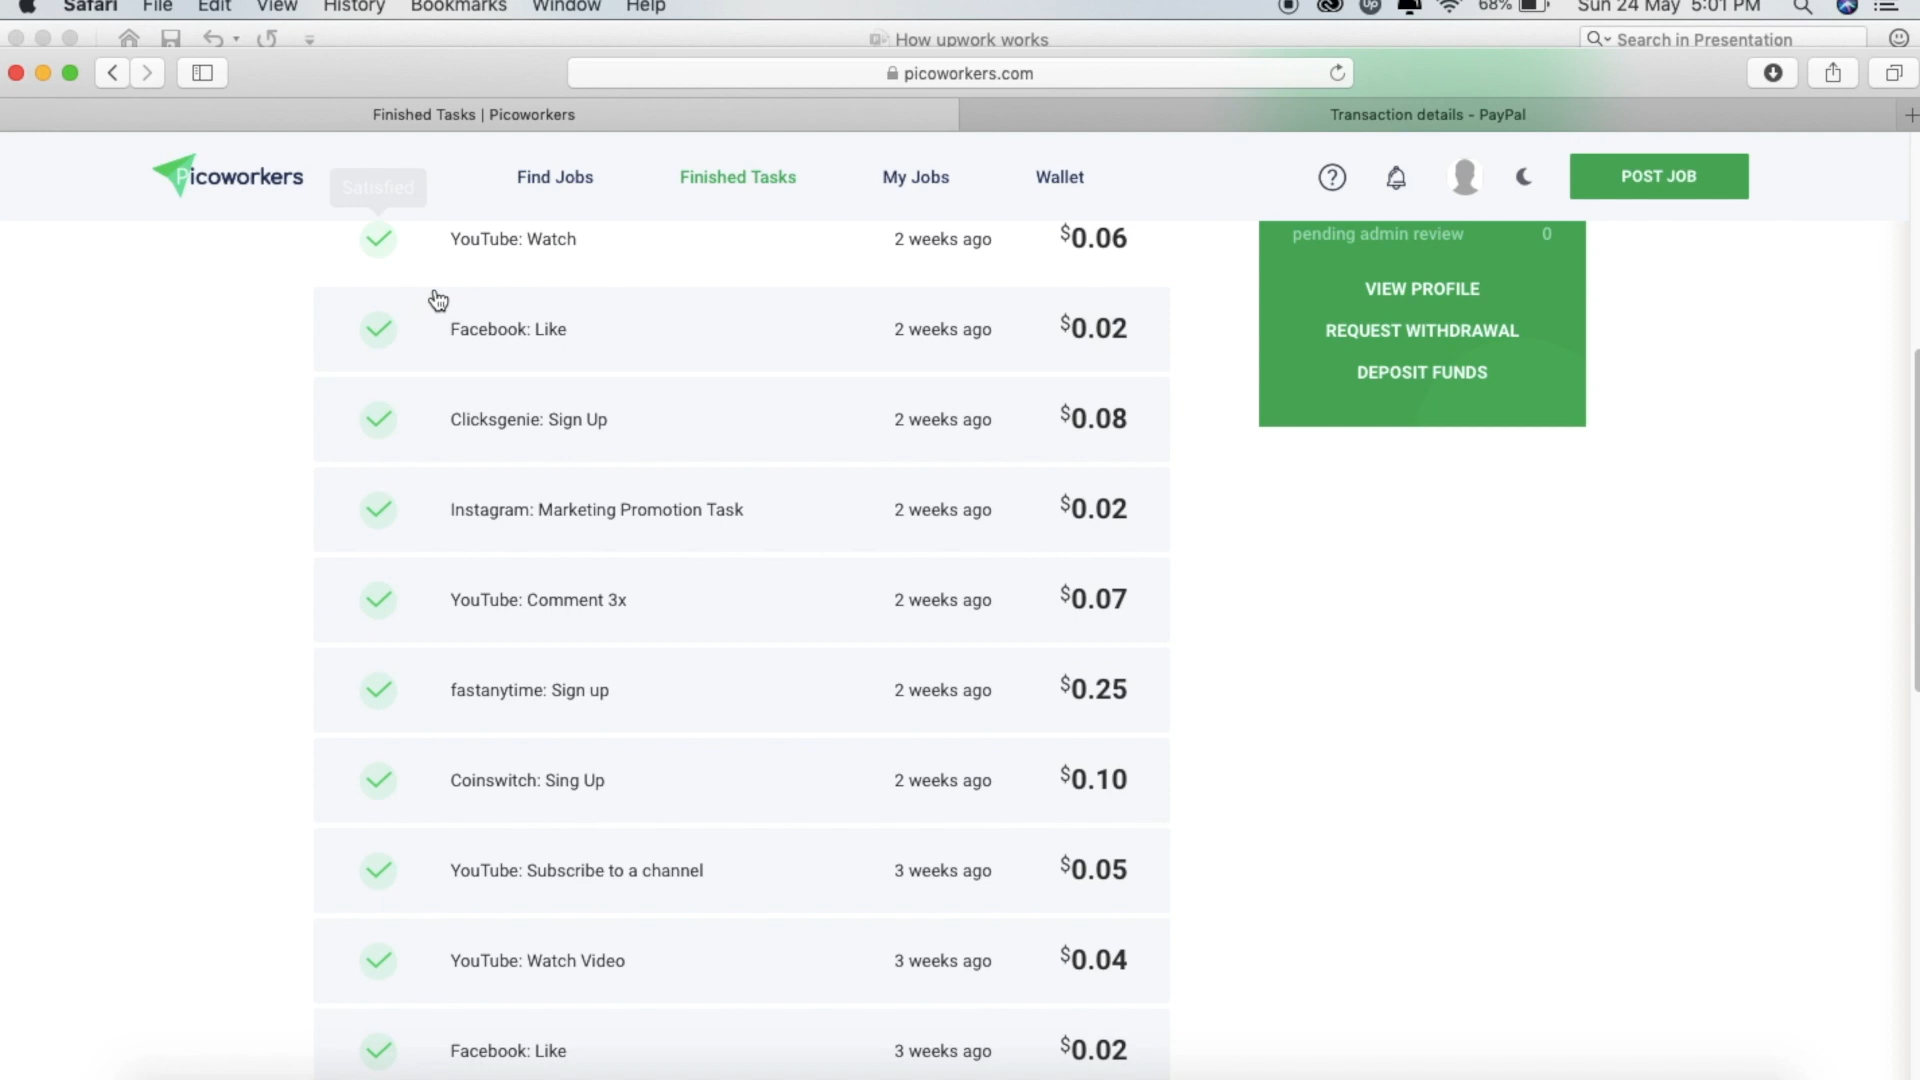 Safari File Edit View History Bookmarks Window Help 68% Sun 24 May 5:01 PM
How upwork works Search in Presentation
picoworkers.com
Finished Tasks | Picoworkers Transaction details - PayPal
Picoworkers Satisfied Find Jobs Finished Tasks My Jobs Wallet POST JOB
YouTube: Watch 2 weeks ago $0.06
pending admin review 0
VIEW PROFILE
Facebook: Like 2 weeks ago $0.02
REQUEST WITHDRAWAL
DEPOSIT FUNDS
Clicksgenie: Sign Up 2 weeks ago $0.08
Instagram: Marketing Promotion Task 2 weeks ago $0.02
YouTube: Comment 3x 2 weeks ago $0.07
fastanytime: Sign up 2 weeks ago $0.25
Coinswitch: Sing Up 2 weeks ago $0.10
YouTube: Subscribe to a channel 3 weeks ago $0.05
YouTube: Watch Video 3 weeks ago $0.04
Facebook: Like 3 weeks ago $0.02